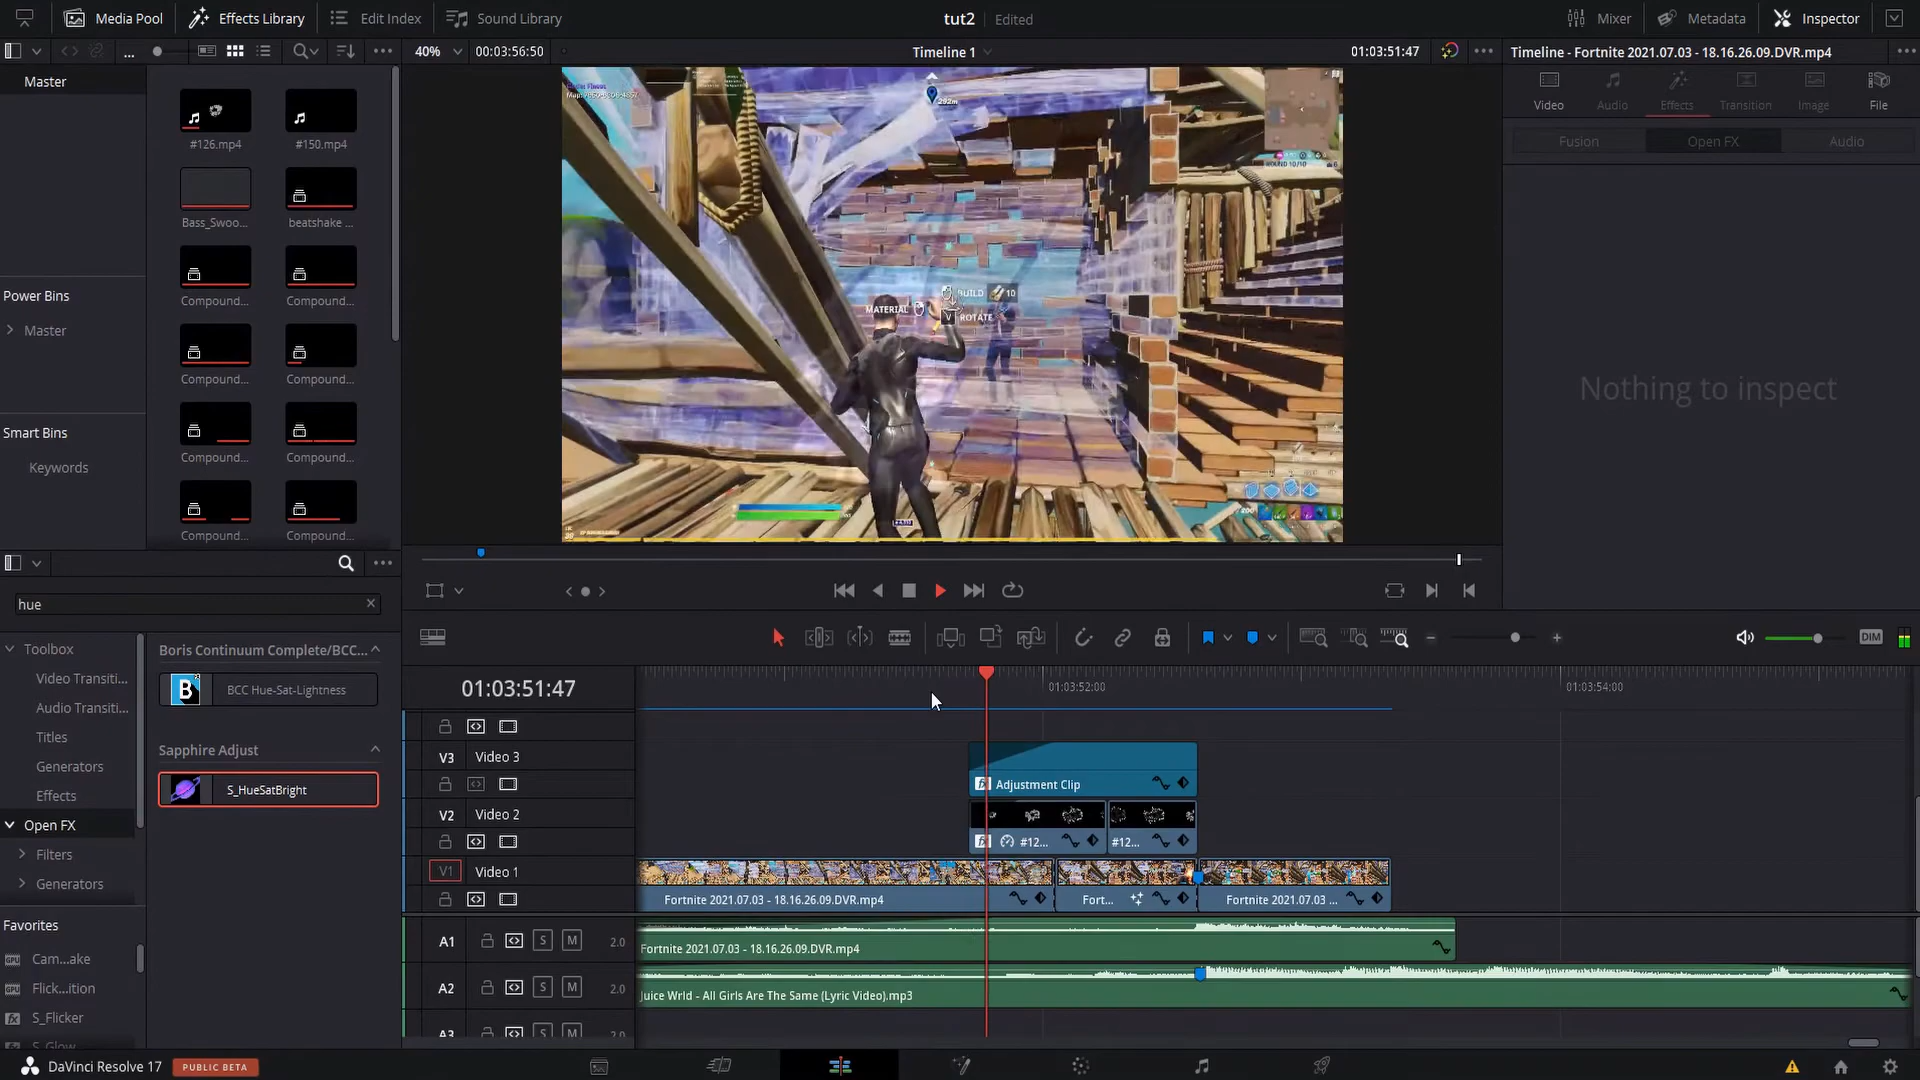 Media Pool
Effects Library
Edit Index
Sound Library
tut2
Edited
Mixer
Metadata
Inspector
...
40%
00:03:56:50
Timeline 1
01:03:51:47
Timeline - Fortnite 2021.07.03 - 18.16.26.09.DVR.mp4
Master
#126.mp4
#150.mp4
Video
Audio
Effects
Transition
Image
File
Fusion
Open FX
Audio
Bass_Swoo...
beatshake ...
Compound...
Compound...
Power Bins
Master
Compound...
Compound...
Smart Bins
Keywords
Compound...
Compound...
Compound...
Compound...
292m
BUILD
10
MATERIAL
V
ROTATE
200
Nothing to inspect
hue
Toolbox
Video Transiti...
Audio Transiti...
Titles
Generators
Effects
Open FX
Filters
Generators
Favorites
Cam...ake
Flick...ition
S_Flicker
S_Glow
Boris Continuum Complete/BCC...
B
BCC Hue-Sat-Lightness
Sapphire Adjust
S_HueSatBright
DIM
01:03:51:47
01:03:52:00
01:03:54:00
V3
Video 3
Adjustment Clip
V2
Video 2
#12...
#12...
V1
Video 1
Fortnite 2021.07.03 - 18.16.26.09.DVR.mp4
Fort...
Fortnite 2021.07.03 ...
A1
S
M
2.0
Fortnite 2021.07.03 - 18.16.26.09.DVR.mp4
A2
S
M
2.0
Juice Wrld - All Girls Are The Same (Lyric Video).mp3
A3
S
M
2.0
DaVinci Resolve 17
PUBLIC BETA